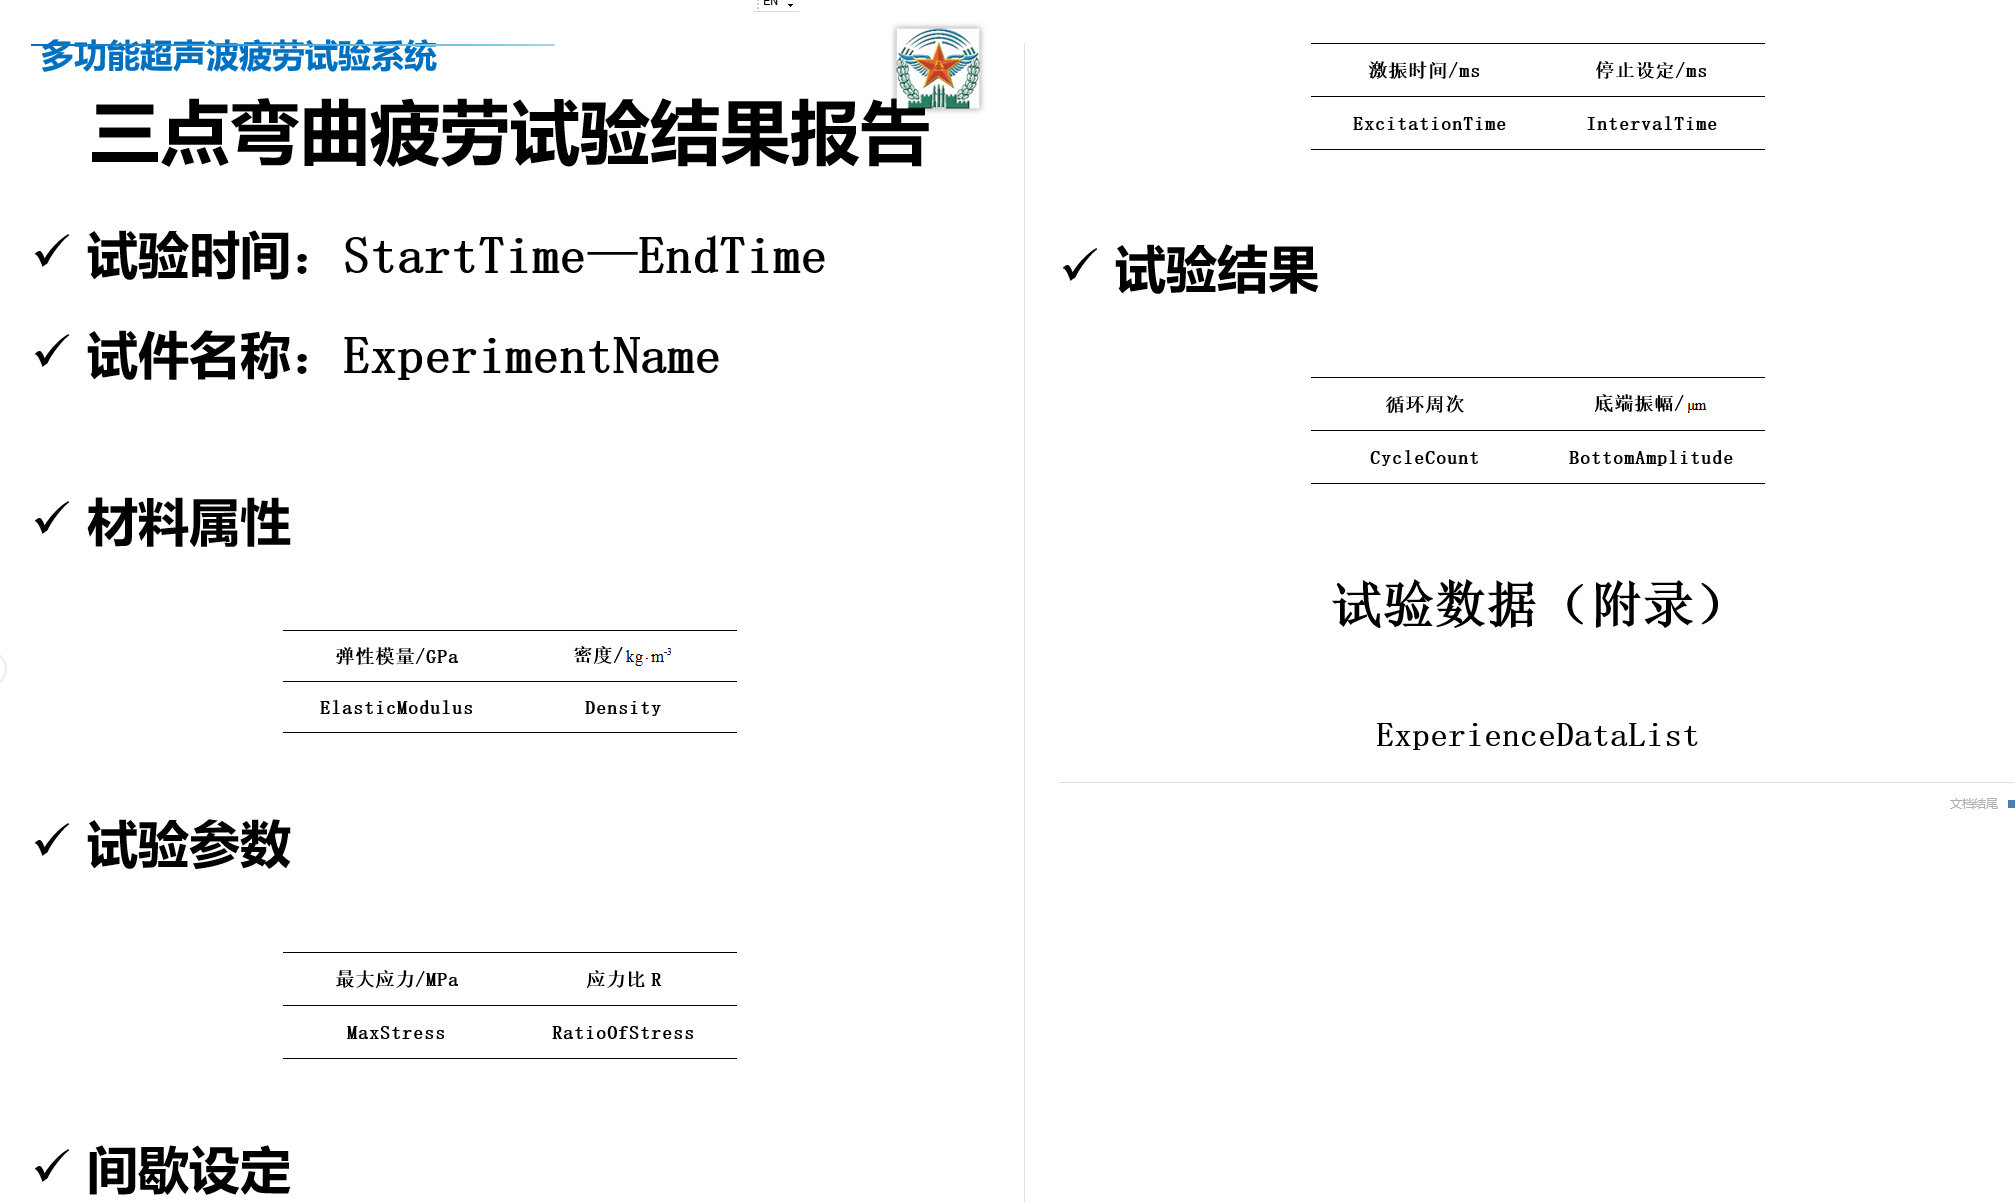 EN
多功能超声波疲劳试验系统
三点弯曲疲劳试验结果报告
✓ 试验时间：StartTime—EndTime
✓ 试件名称：ExperimentName
✓ 材料属性
弹性模量/GPa 密度/kg·m⁻³
ElasticModulus Density
✓ 试验参数
最大应力/MPa 应力比 R
MaxStress RatioOfStress
✓ 间歇设定
激振时间/ms 停止设定/ms
ExcitationTime IntervalTime
✓ 试验结果
循环周次 底端振幅/μm
CycleCount BottomAmplitude
试验数据（附录）
ExperienceDataList
文档结尾